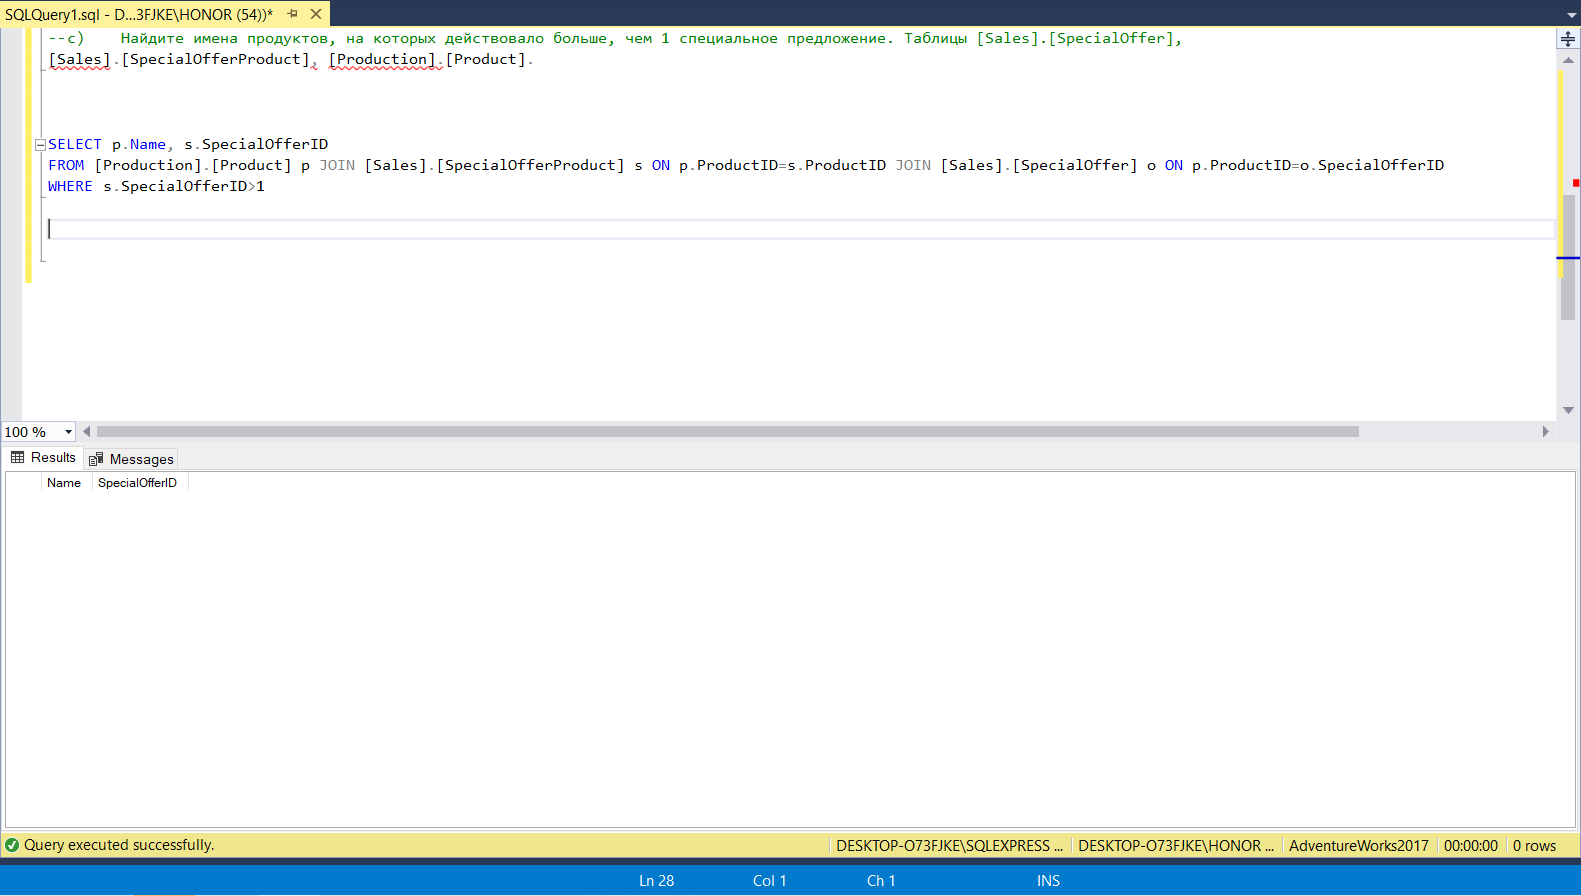 SQLQuery1.sql - D...3FJKE\HONOR (54))*
--c) Найдите имена продуктов, на которых действовало больше, чем 1 специальное предложение. Таблицы [Sales].[SpecialOffer],
[Sales].[SpecialOfferProduct], [Production].[Product].
SELECT p.Name, s.SpecialOfferID
FROM [Production].[Product] p JOIN [Sales].[SpecialOfferProduct] s ON p.ProductID=s.ProductID JOIN [Sales].[SpecialOffer] o ON p.ProductID=o.SpecialOfferID
WHERE s.SpecialOfferID>1
100 %
Results Messages
Name SpecialOfferID
Query executed successfully. DESKTOP-O73FJKE\SQLEXPRESS ... DESKTOP-O73FJKE\HONOR ... AdventureWorks2017 00:00:00 0 rows
Ln 28 Col 1 Ch 1 INS